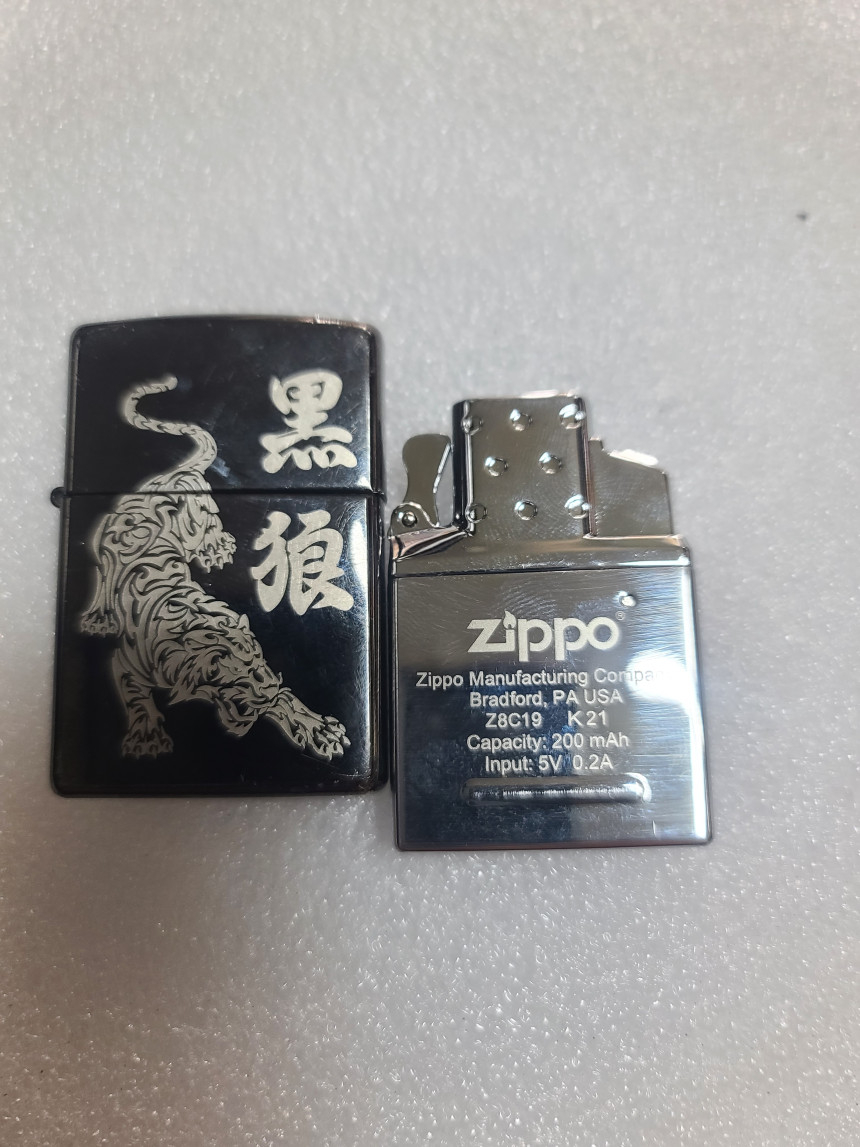 黒
狼
zippo®
Zippo Manufacturing Compa
Bradford, PA USA
Z8C19 K 21
Capacity: 200 mAh
Input: 5V 0.2A